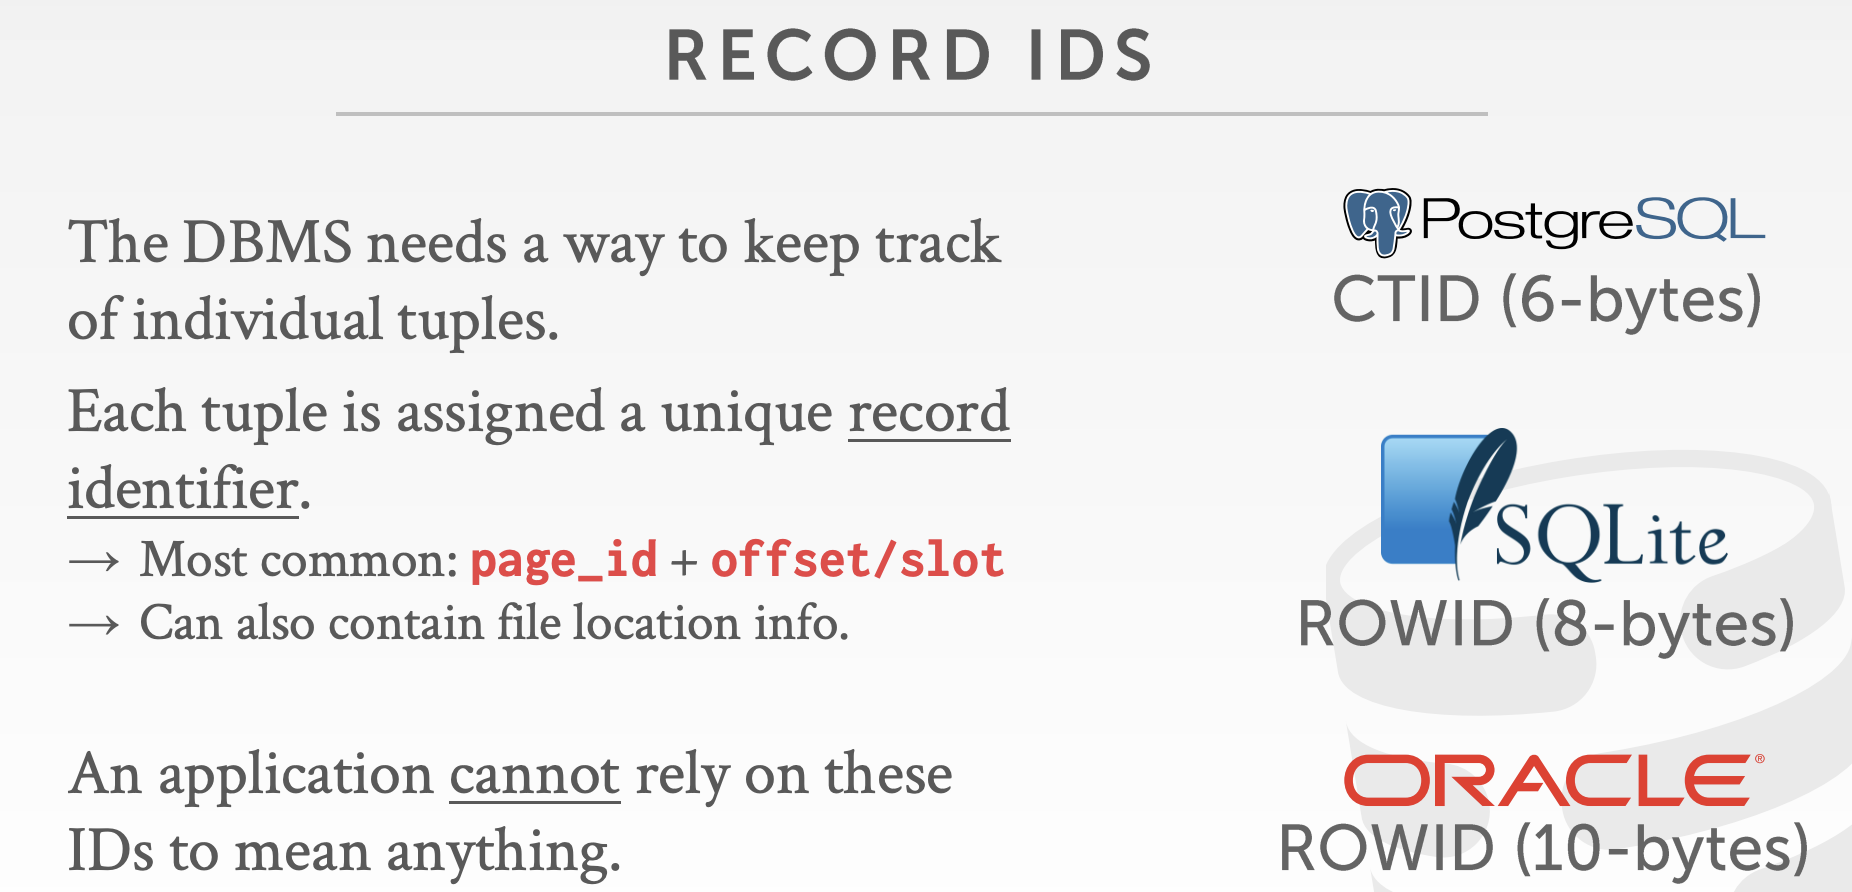 RECORD IDS
The DBMS needs a way to keep track
of individual tuples.
Each tuple is assigned a unique record
identifier.
→ Most common: page_id + offset/slot
→ Can also contain file location info.
An application cannot rely on these
IDs to mean anything.
PostgreSQL
CTID (6-bytes)
SQLite
ROWID (8-bytes)
ORACLE®
ROWID (10-bytes)